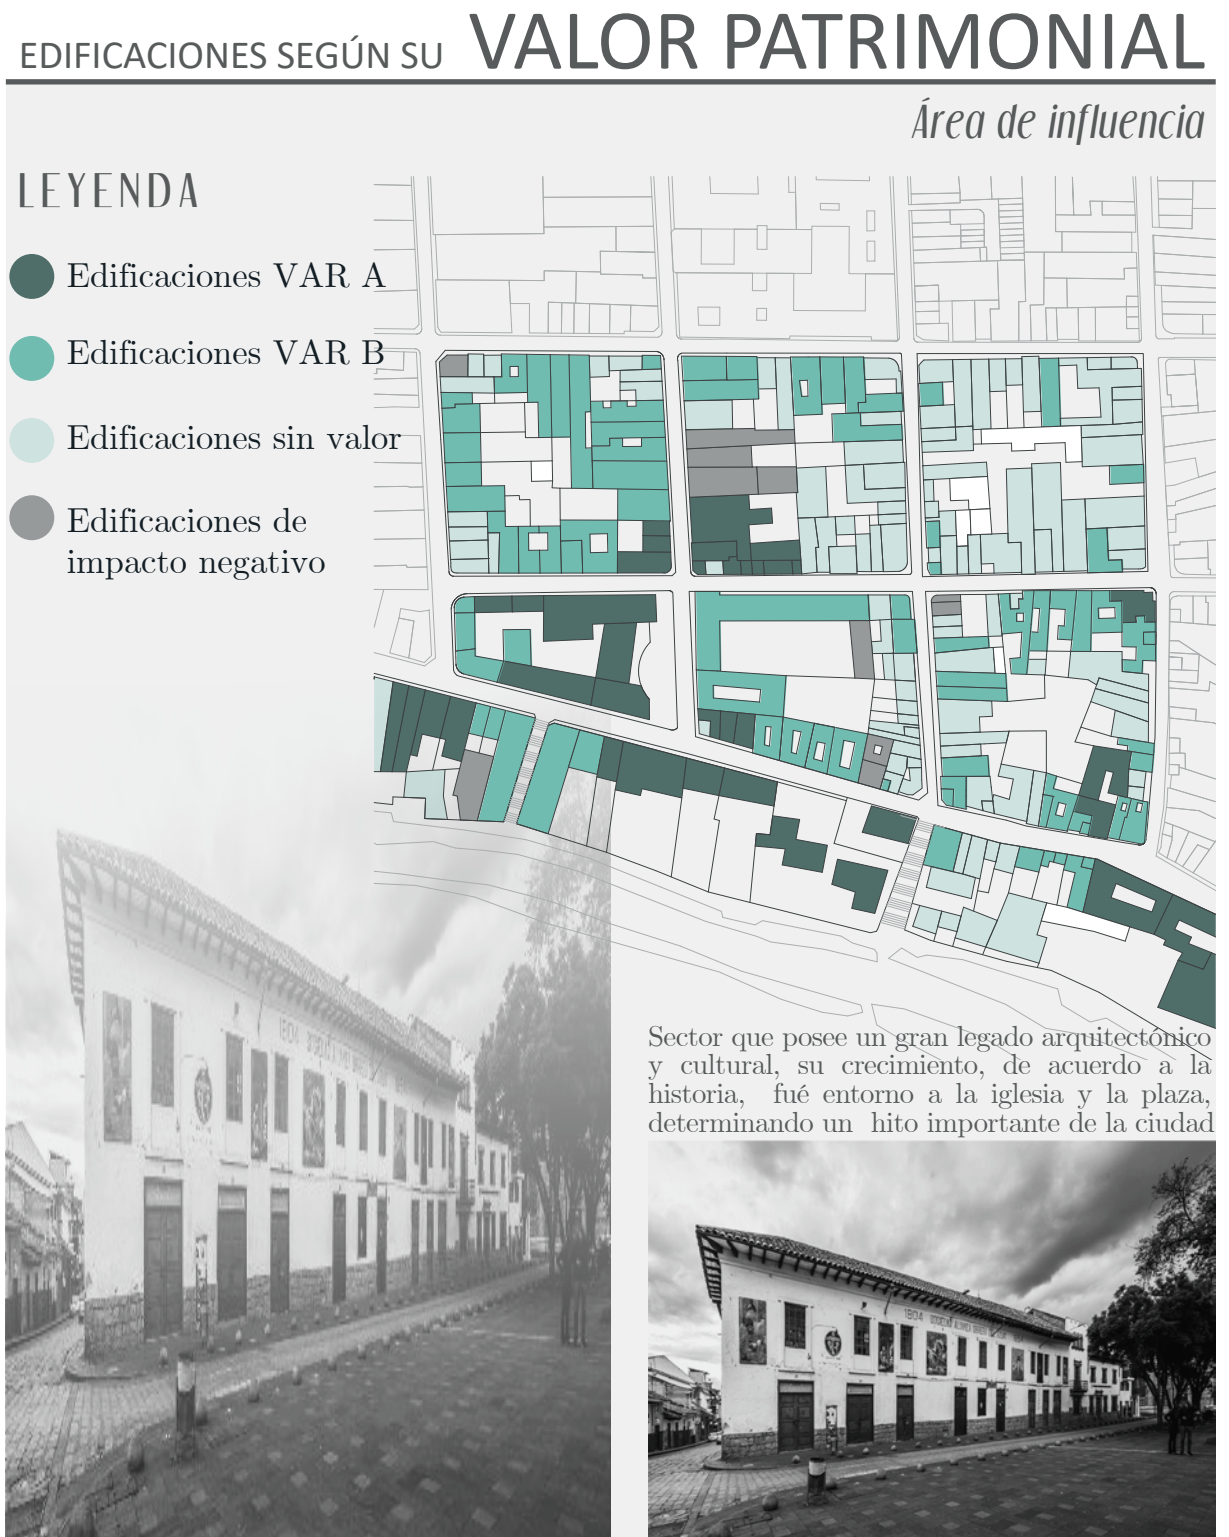 EDIFICACIONES SEGÚN SU VALOR PATRIMONIAL
Área de influencia
LEYENDA
Edificaciones VAR A
Edificaciones VAR B
Edificaciones sin valor
Edificaciones de
impacto negativo
Sector que posee un gran legado arquitectónico
y cultural, su crecimiento, de acuerdo a la
historia, fué entorno a la iglesia y la plaza,
determinando un hito importante de la ciudad
1804
1804